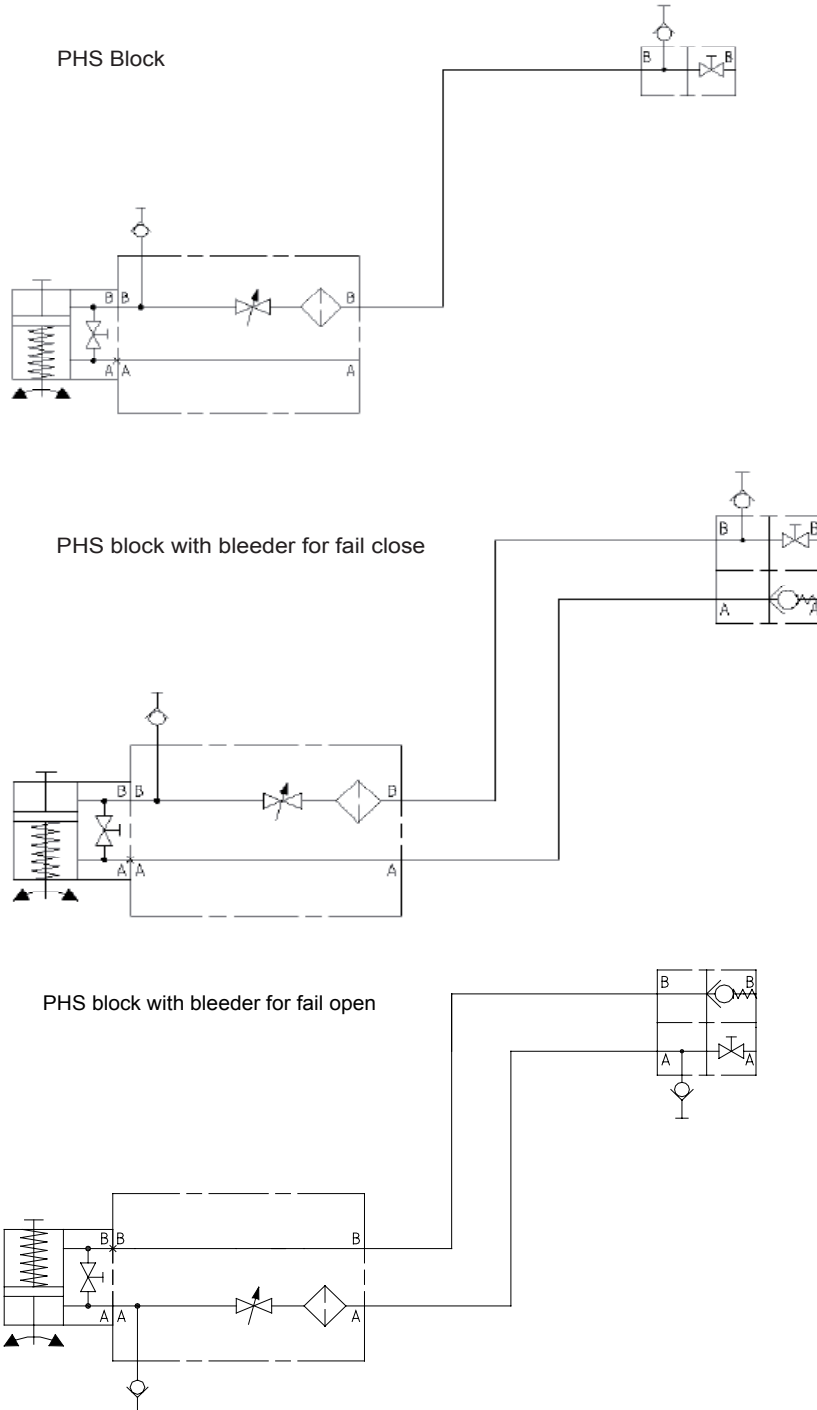 PHS Block
B B
B B B
A A A
PHS block with bleeder for fail close
B B
A A
B B B
A A A
PHS block with bleeder for fail open
B B
A A
B B B
A A A